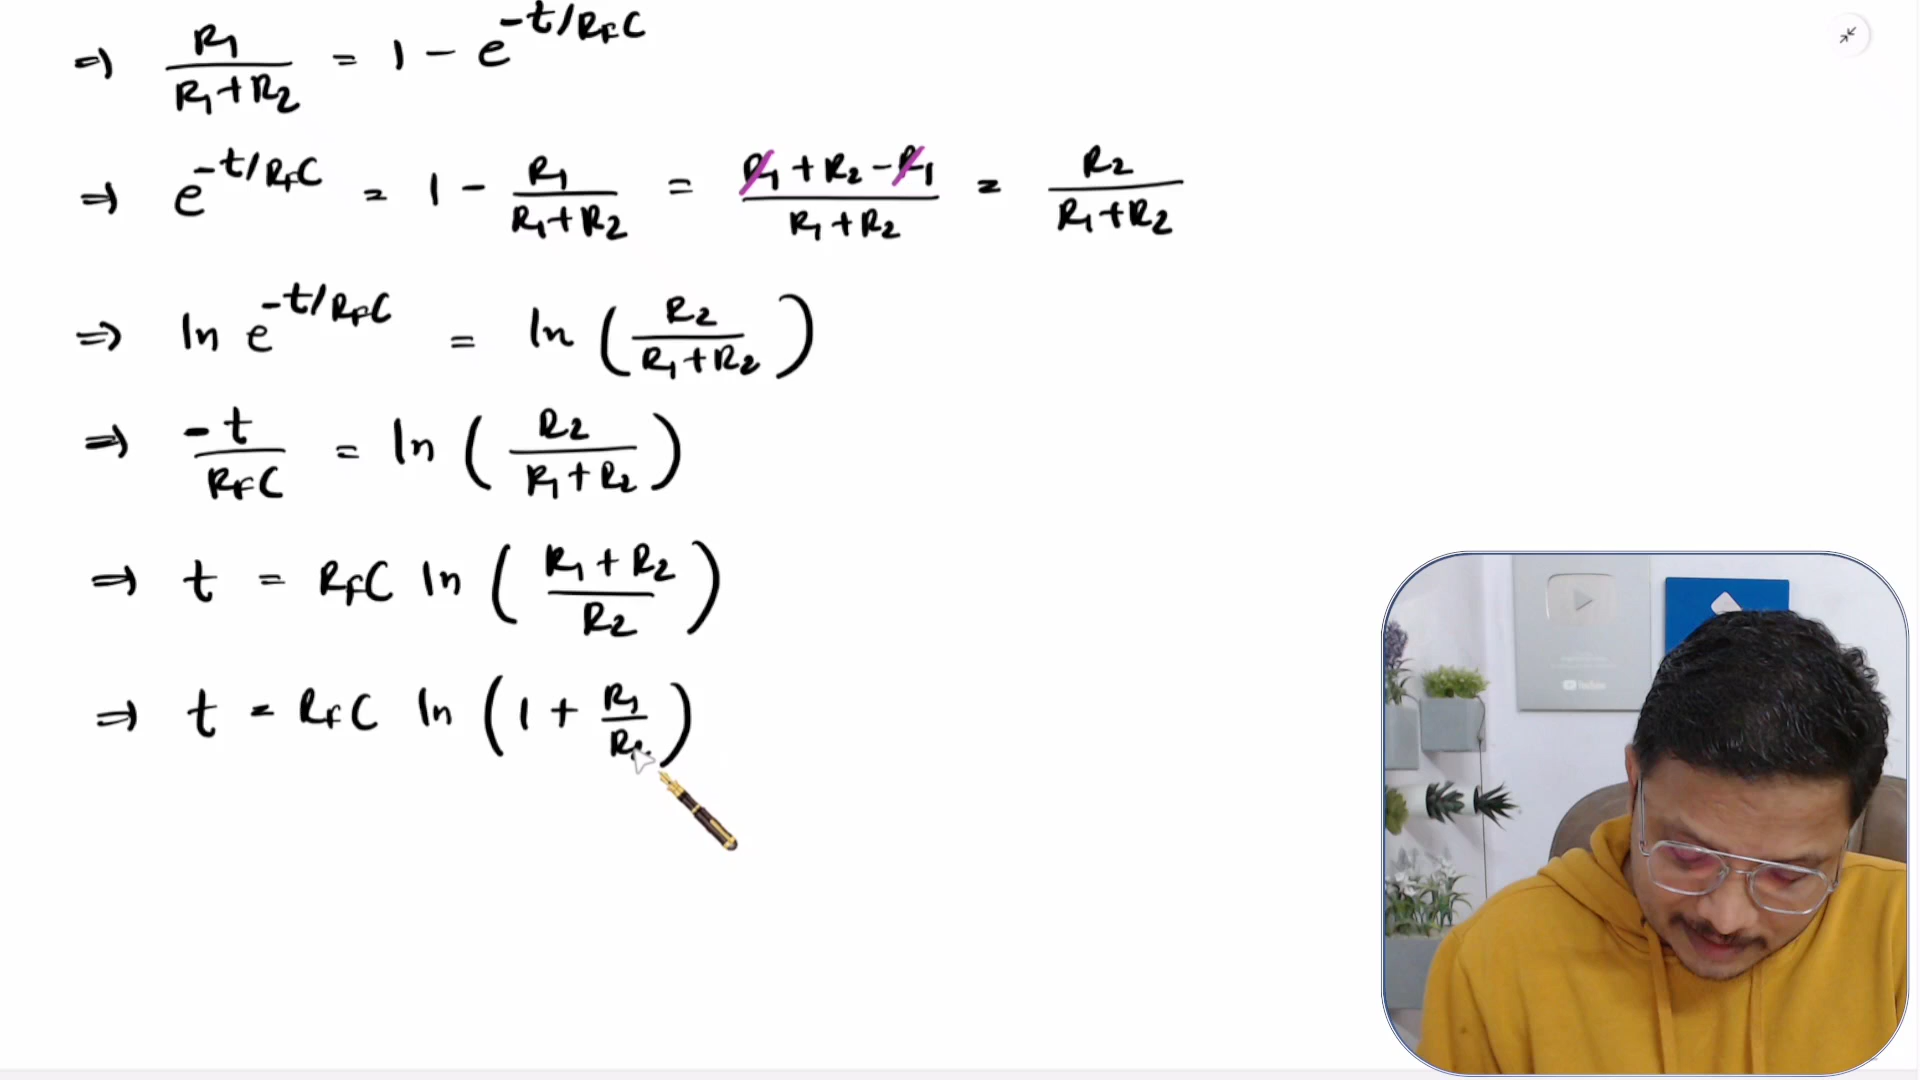 ⇒ R1/(R1+R2) = 1 - e^(-t/RfC)
⇒ e^(-t/RfC) = 1 - R1/(R1+R2) = (R1+R2-R1)/(R1+R2) = R2/(R1+R2)
⇒ ln e^(-t/RfC) = ln (R2/(R1+R2))
⇒ -t/RfC = ln (R2/(R1+R2))
⇒ t = RfC ln ((R1+R2)/R2)
⇒ t = RfC ln (1 + R1/R2)
YouTube